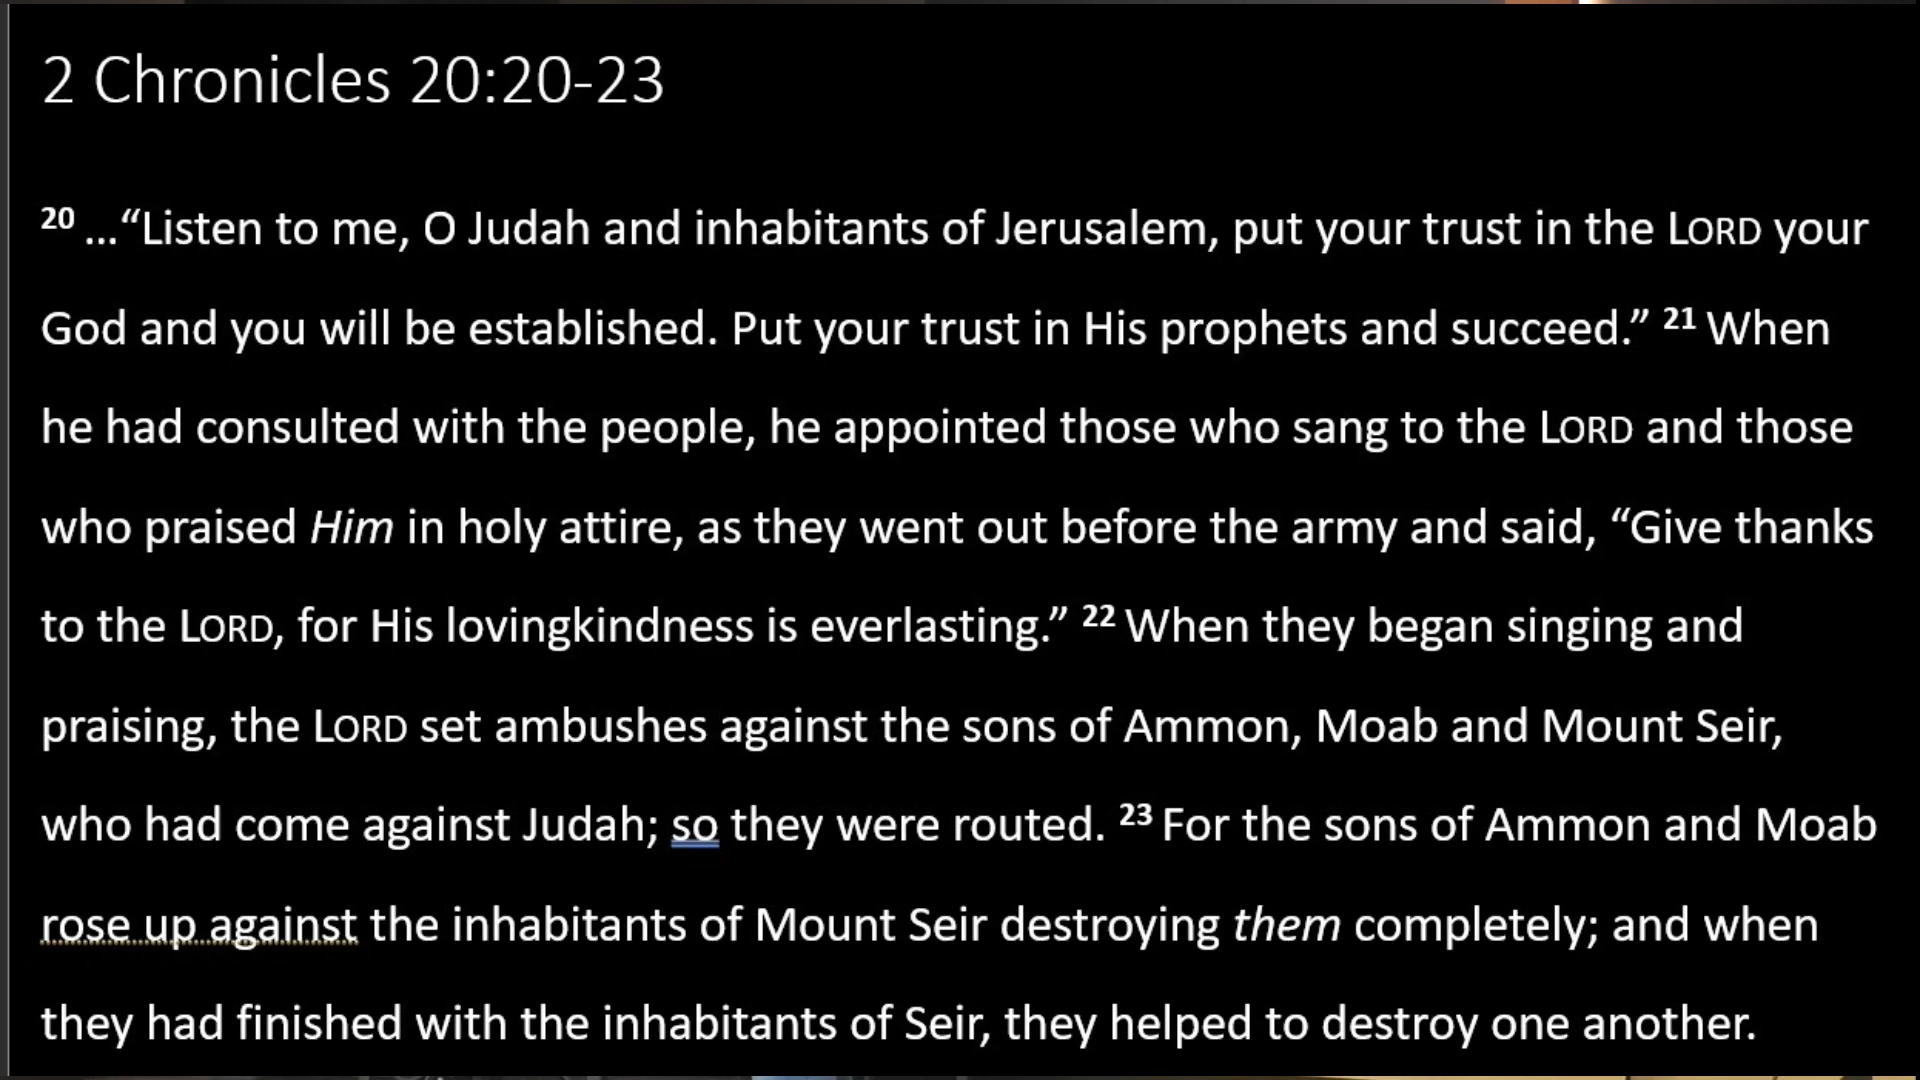 2 Chronicles 20:20-23
20 ...“Listen to me, O Judah and inhabitants of Jerusalem, put your trust in the LORD your
God and you will be established. Put your trust in His prophets and succeed.” 21 When
he had consulted with the people, he appointed those who sang to the LORD and those
who praised Him in holy attire, as they went out before the army and said, “Give thanks
to the LORD, for His lovingkindness is everlasting.” 22 When they began singing and
praising, the LORD set ambushes against the sons of Ammon, Moab and Mount Seir,
who had come against Judah; so they were routed. 23 For the sons of Ammon and Moab
rose up against the inhabitants of Mount Seir destroying them completely; and when
they had finished with the inhabitants of Seir, they helped to destroy one another.